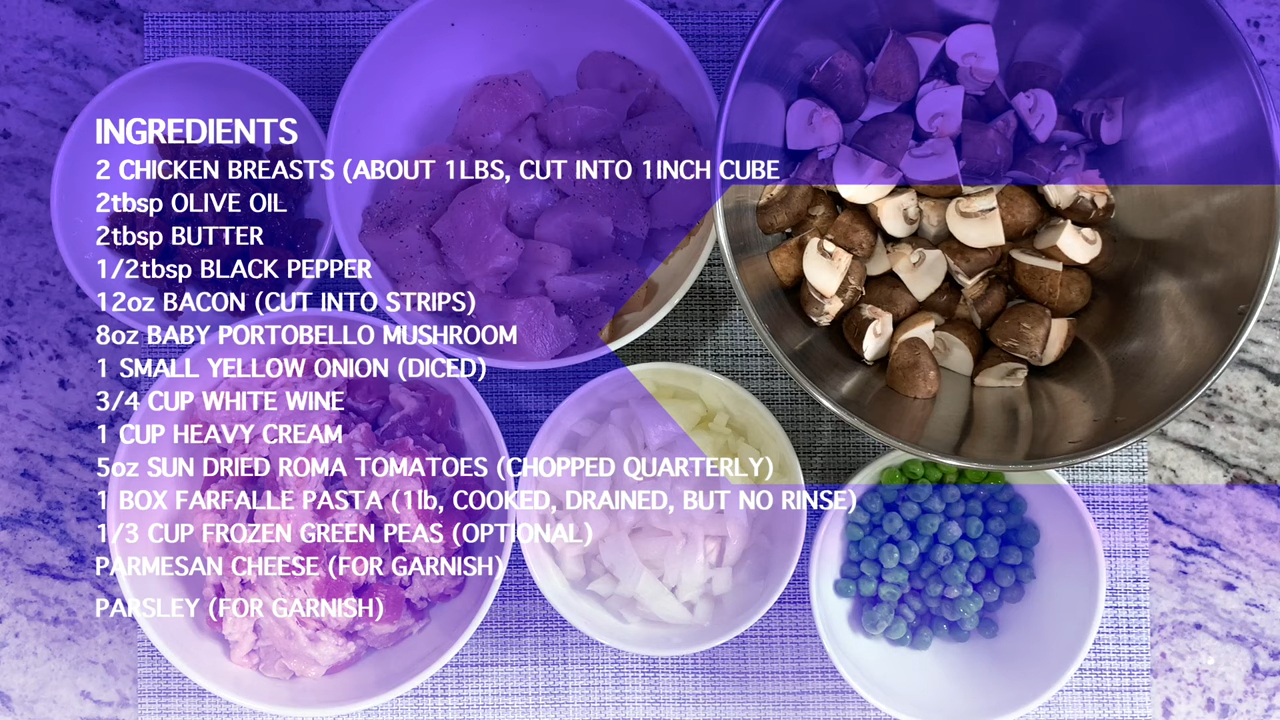 INGREDIENTS
2 CHICKEN BREASTS (ABOUT 1LBS, CUT INTO 1INCH CUBE
2tbsp OLIVE OIL
2tbsp BUTTER
1/2tbsp BLACK PEPPER
12oz BACON (CUT INTO STRIPS)
8oz BABY PORTOBELLO MUSHROOM
1 SMALL YELLOW ONION (DICED)
3/4 CUP WHITE WINE
1 CUP HEAVY CREAM
5oz SUN DRIED ROMA TOMATOES (CHOPPED QUARTERLY)
1 BOX FARFALLE PASTA (1lb, COOKED, DRAINED, BUT NO RINSE)
1/3 CUP FROZEN GREEN PEAS (OPTIONAL)
PARMESAN CHEESE (FOR GARNISH)
PARSLEY (FOR GARNISH)